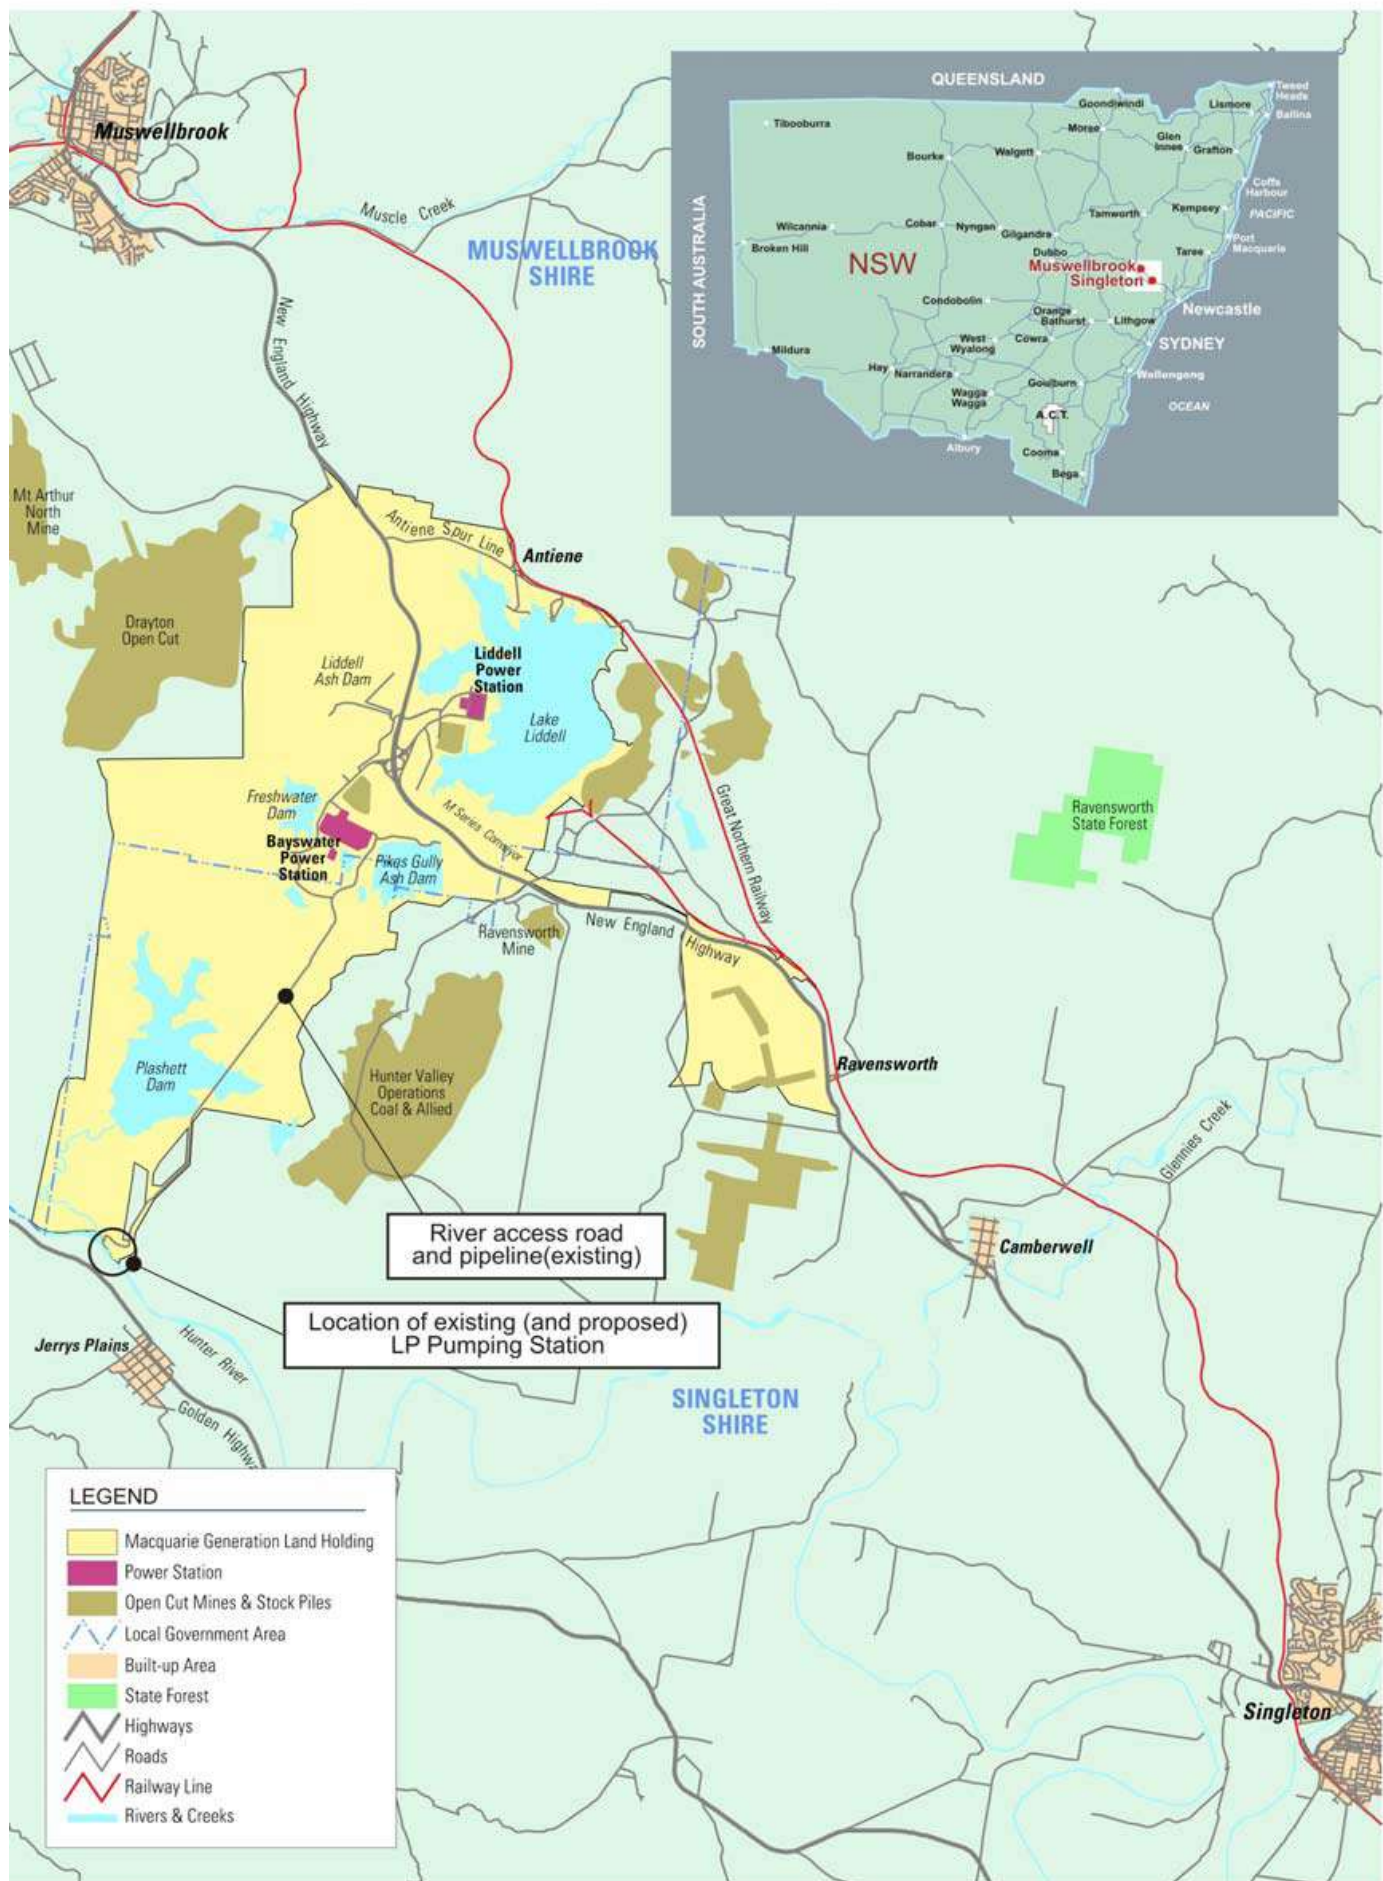 Muswellbrook
Muscle Creek
MUSWELLBROOK
SHIRE
New England Highway
QUEENSLAND
SOUTH AUSTRALIA
NSW
Tibooburra
Goondiwindi
Lismore
Tweed
Heads
Ballina
Moree
Glen
Innes
Grafton
Bourke
Walgett
Coffs
Harbour
Tamworth
Kempsey
PACIFIC
Wilcannia
Cobar
Nyngan
Gilgandra
Port
Macquarie
Broken Hill
Dubbo
Taree
Muswellbrook
Singleton
Condobolin
Newcastle
Orange
Bathurst
Lithgow
West
Wyalong
Cowra
SYDNEY
Mildura
Hay
Narrandera
Goulburn
Wollongong
Wagga
Wagga
OCEAN
A.C.T.
Albury
Cooma
Bega
Mt Arthur
North
Mine
Antiene Spur Line
Antiene
Drayton
Open Cut
Liddell
Ash Dam
Liddell
Power
Station
Lake
Liddell
Freshwater
Dam
M Series Conveyor
Great Northern Railway
Ravensworth
State Forest
Bayswater
Power
Station
Pikes Gully
Ash Dam
Ravensworth
Mine
New England Highway
Plashett
Dam
Hunter Valley
Operations
Coal & Allied
Ravensworth
Glennies Creek
River access road
and pipeline(existing)
Camberwell
Location of existing (and proposed)
LP Pumping Station
Jerrys Plains
Hunter River
Golden Highway
SINGLETON
SHIRE
Singleton
LEGEND
Macquarie Generation Land Holding
Power Station
Open Cut Mines & Stock Piles
Local Government Area
Built-up Area
State Forest
Highways
Roads
Railway Line
Rivers & Creeks